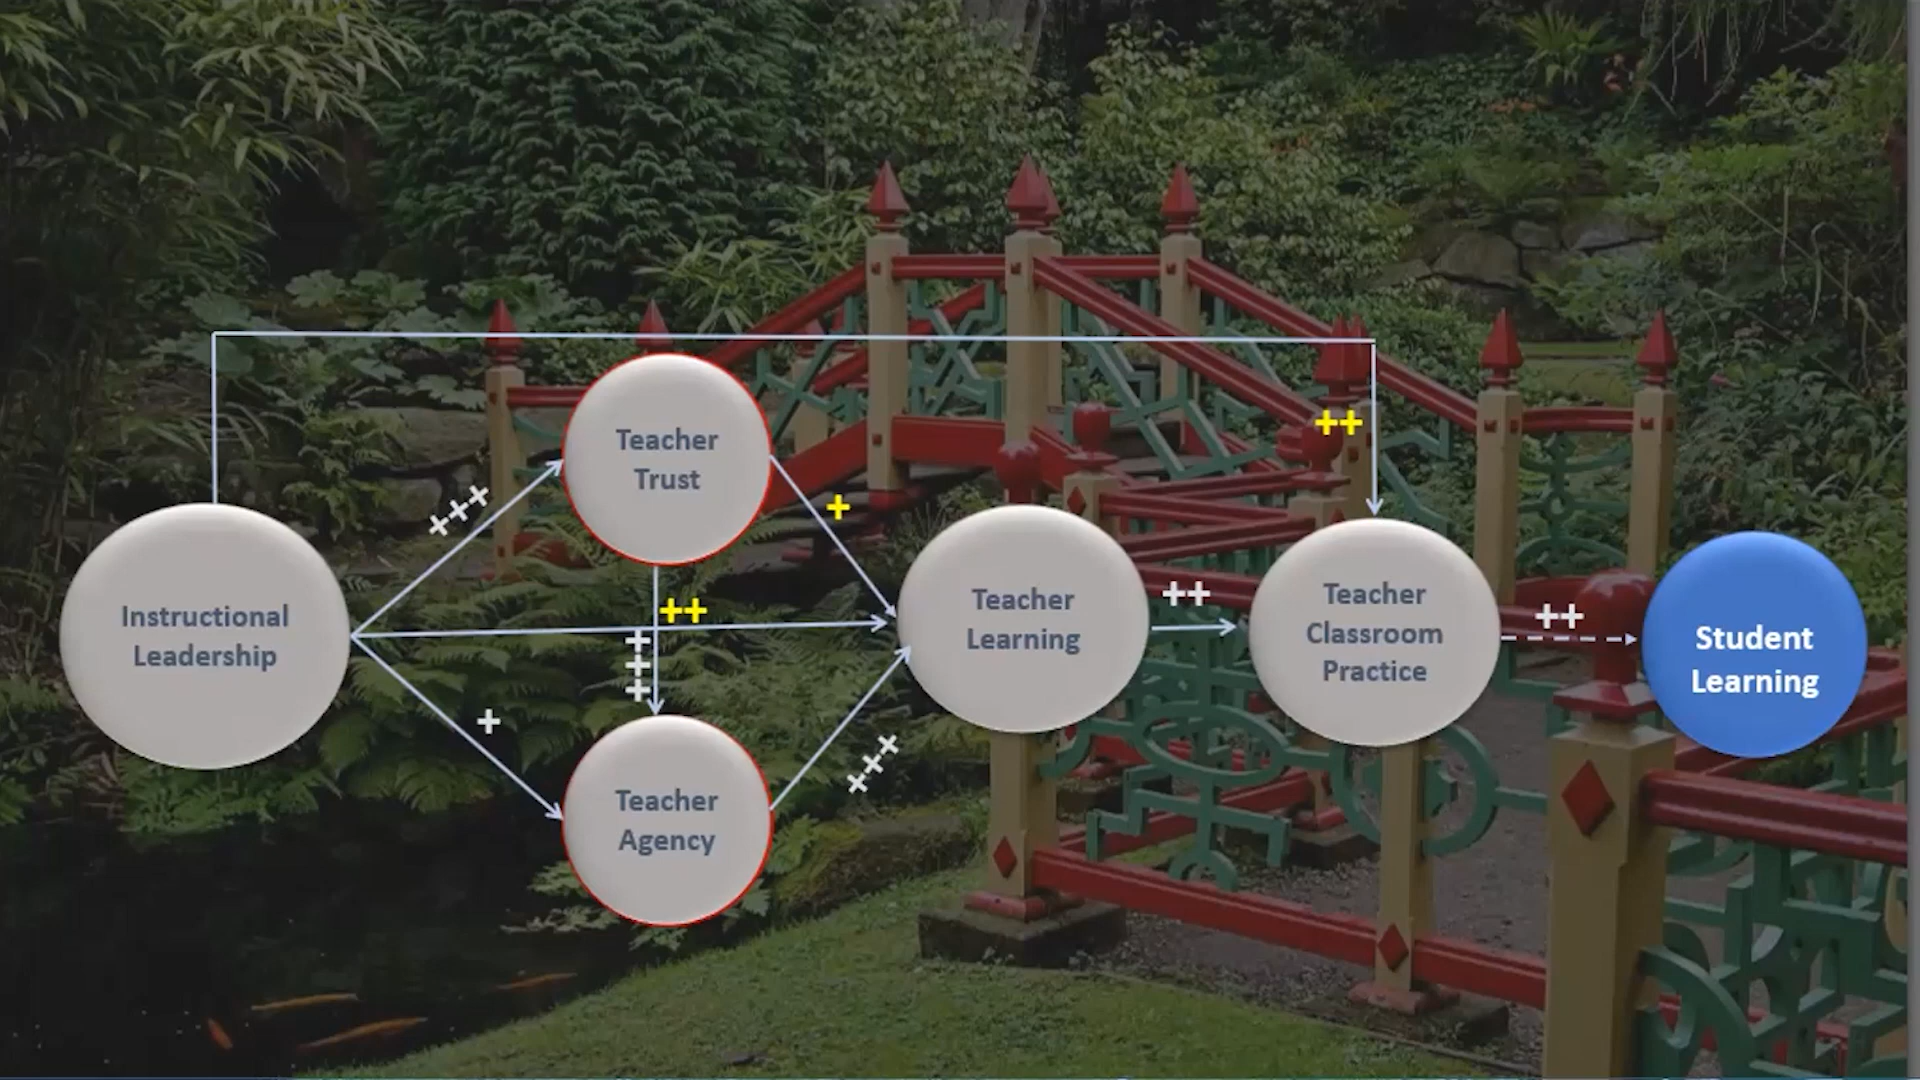 ++
Teacher
Trust
+++
+
Instructional
Leadership
++
+++
Teacher
Learning
++
Teacher
Classroom
Practice
++
Student
Learning
+
+++
Teacher
Agency